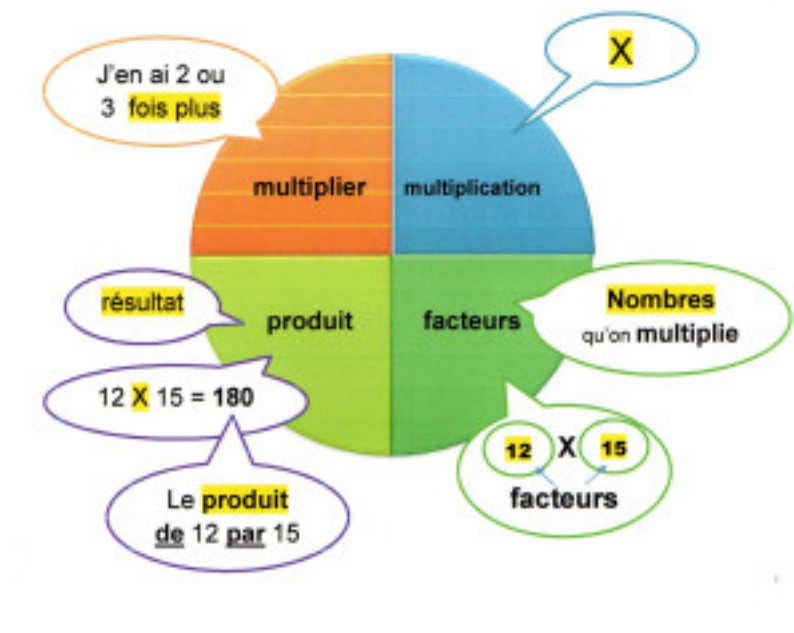 X
J'en ai 2 ou
3 fois plus
multiplier
multiplication
résultat
produit
facteurs
Nombres
qu'on multiplie
12 X 15 = 180
12 X 15
facteurs
Le produit
de 12 par 15